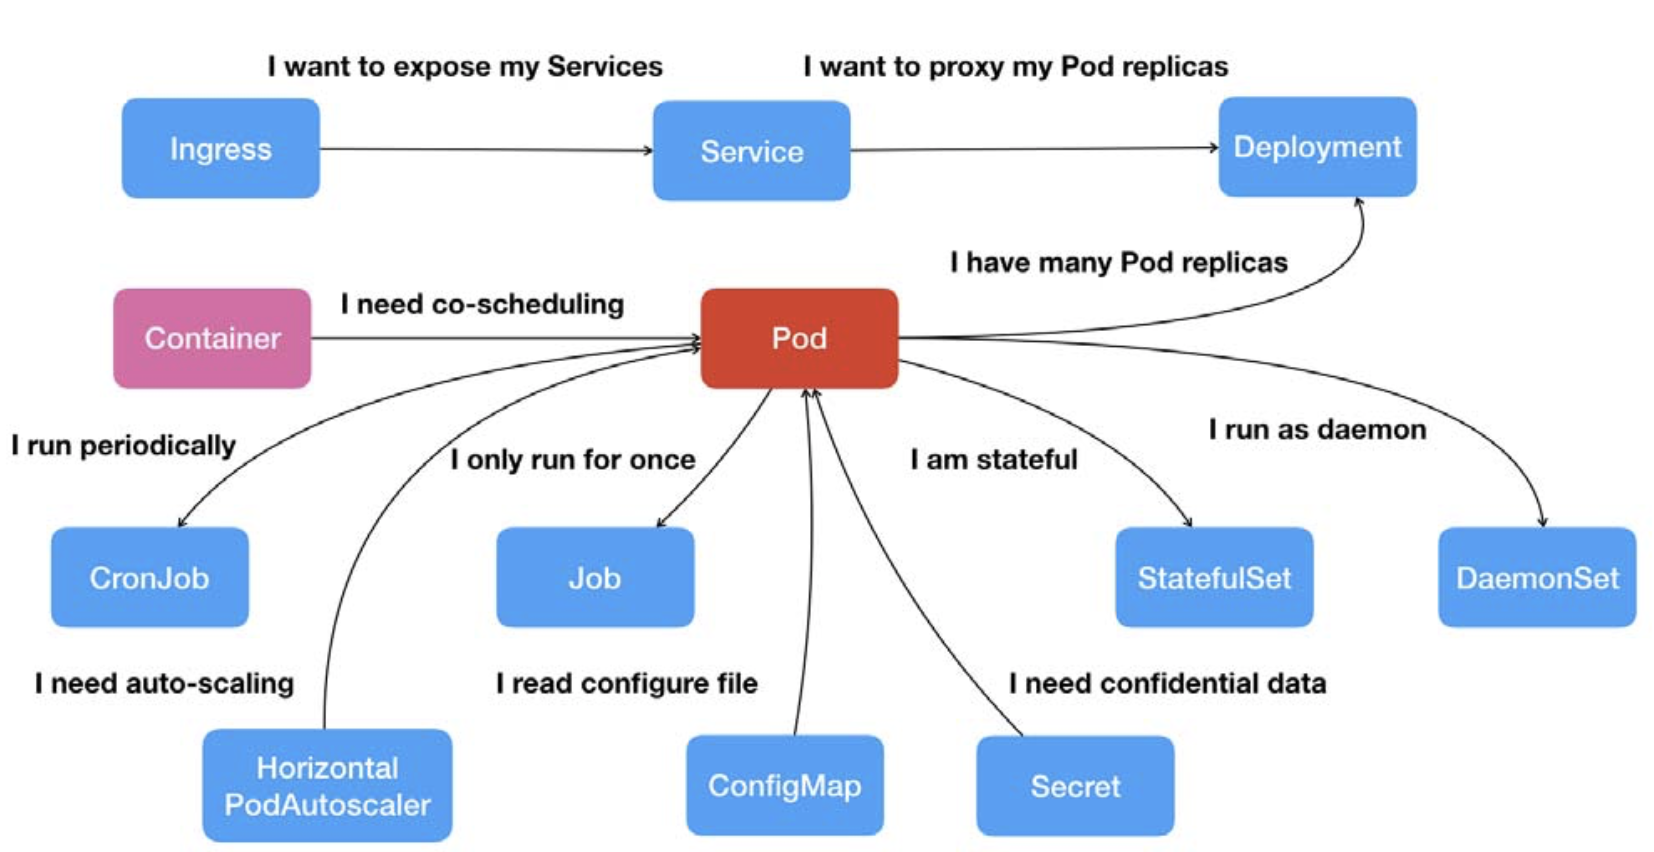 I want to expose my Services
I want to proxy my Pod replicas
Ingress
Service
Deployment
I have many Pod replicas
I need co-scheduling
Container
Pod
I run periodically
I only run for once
I am stateful
I run as daemon
CronJob
Job
StatefulSet
DaemonSet
I need auto-scaling
I read configure file
I need confidential data
Horizontal
PodAutoscaler
ConfigMap
Secret